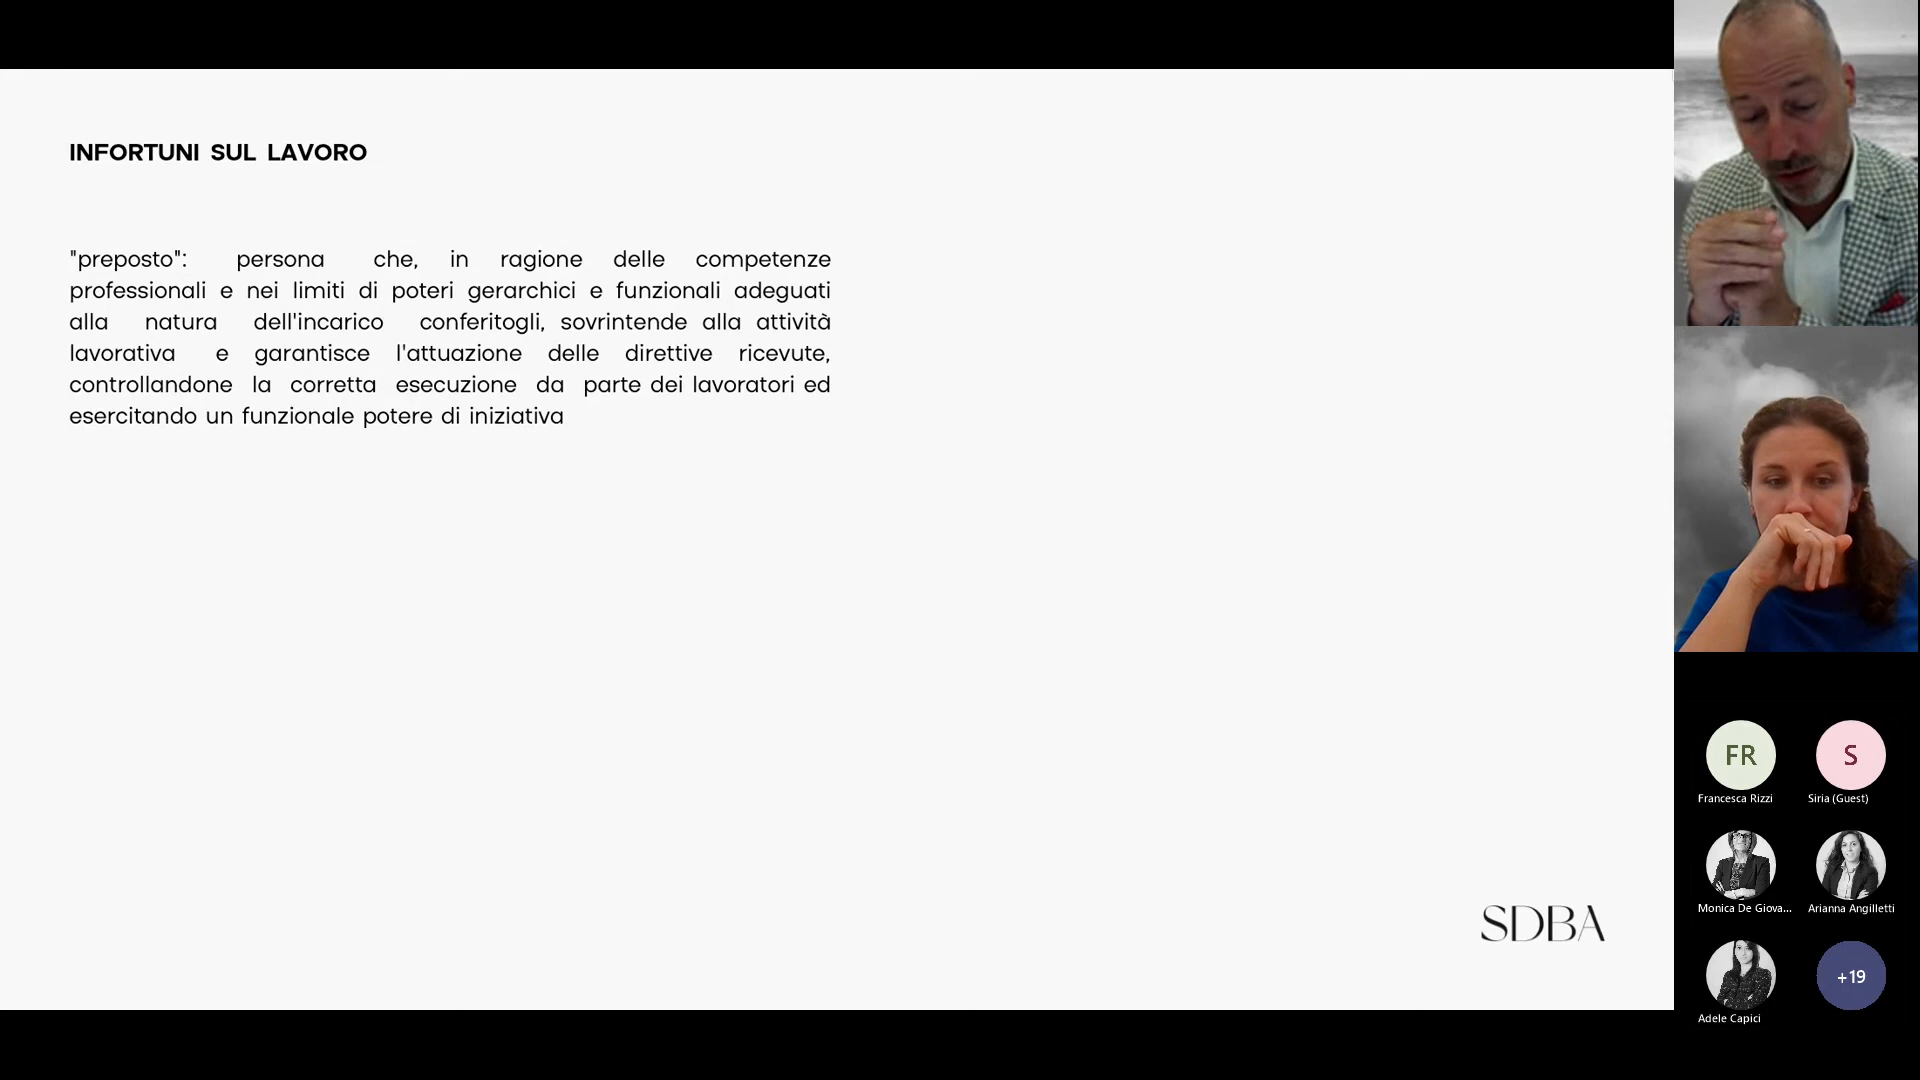 INFORTUNI SUL LAVORO
"preposto": persona che, in ragione delle competenze
professionali e nei limiti di poteri gerarchici e funzionali adeguati
alla natura dell'incarico conferitogli, sovrintende alla attività
lavorativa e garantisce l'attuazione delle direttive ricevute,
controllandone la corretta esecuzione da parte dei lavoratori ed
esercitando un funzionale potere di iniziativa
SDBA
FR
S
Francesca Rizzi
Siria (Guest)
Monica De Giova...
Arianna Angilletti
+19
Adele Capici